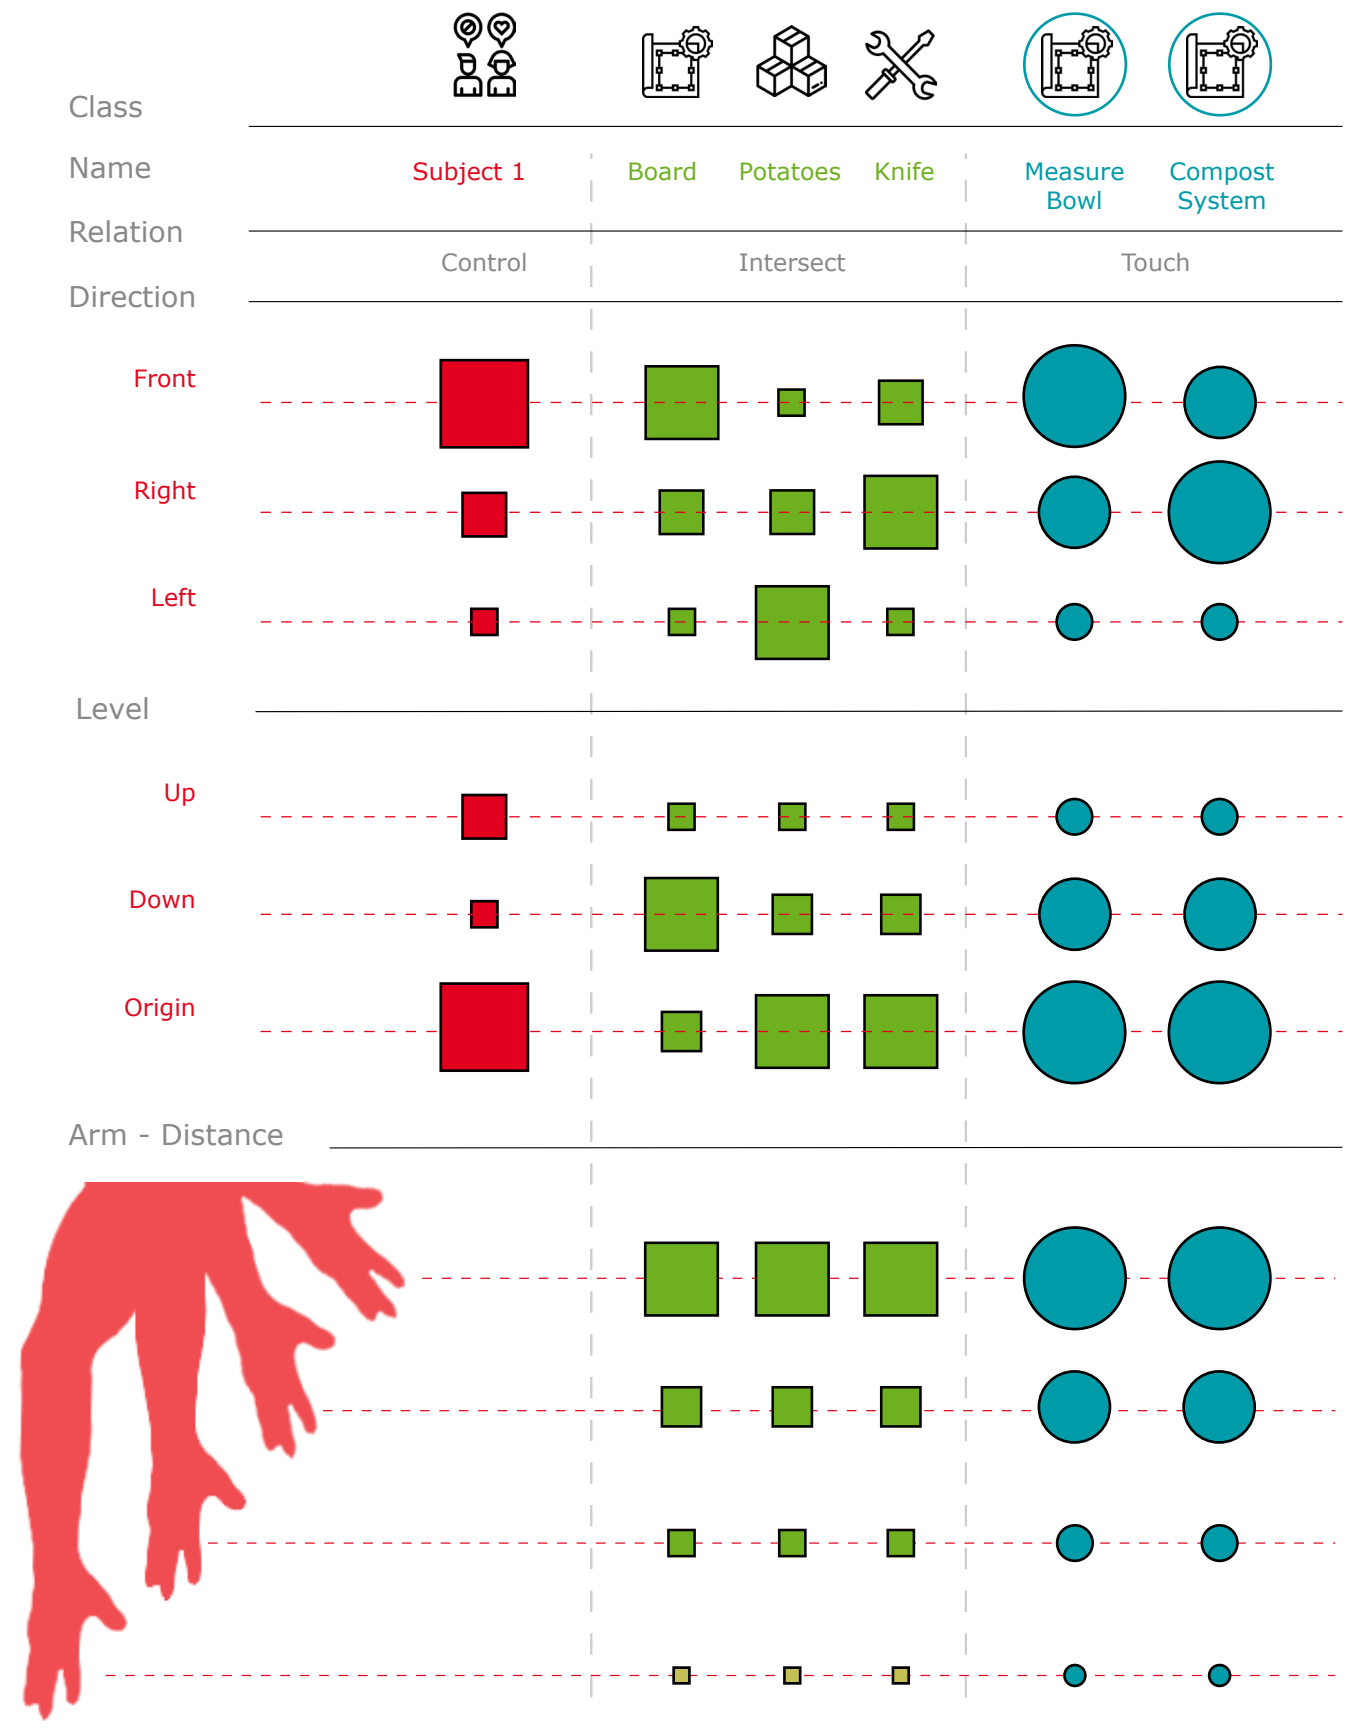 Class
Name
Subject 1
Board
Potatoes
Knife
Measure
Bowl
Compost
System
Relation
Control
Intersect
Touch
Direction
Front
Right
Left
Level
Up
Down
Origin
Arm - Distance